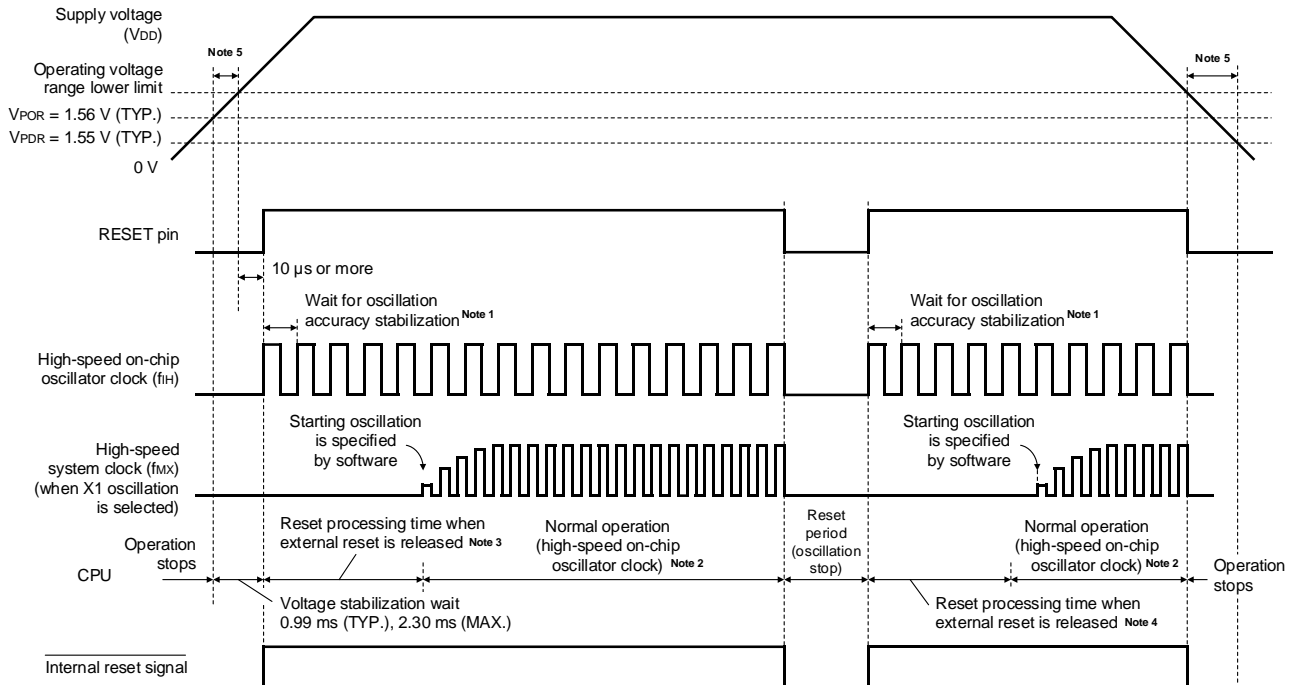 Supply voltage
(VDD)
Note 5
Note 5
Operating voltage
range lower limit
VPOR = 1.56 V (TYP.)
VPDR = 1.55 V (TYP.)
0 V
RESET pin
10 μs or more
Wait for oscillation
accuracy stabilization Note 1
Wait for oscillation
accuracy stabilization Note 1
High-speed on-chip
oscillator clock (fIH)
Starting oscillation
is specified
by software
Starting oscillation
is specified
by software
High-speed
system clock (fMX)
(when X1 oscillation
is selected)
Reset processing time when
external reset is released Note 3
Normal operation
(high-speed on-chip
oscillator clock) Note 2
Reset
period
(oscillation
stop)
Normal operation
(high-speed on-chip
oscillator clock) Note 2
Operation
stops
CPU
Operation
stops
Voltage stabilization wait
0.99 ms (TYP.), 2.30 ms (MAX.)
Reset processing time when
external reset is released Note 4
Internal reset signal